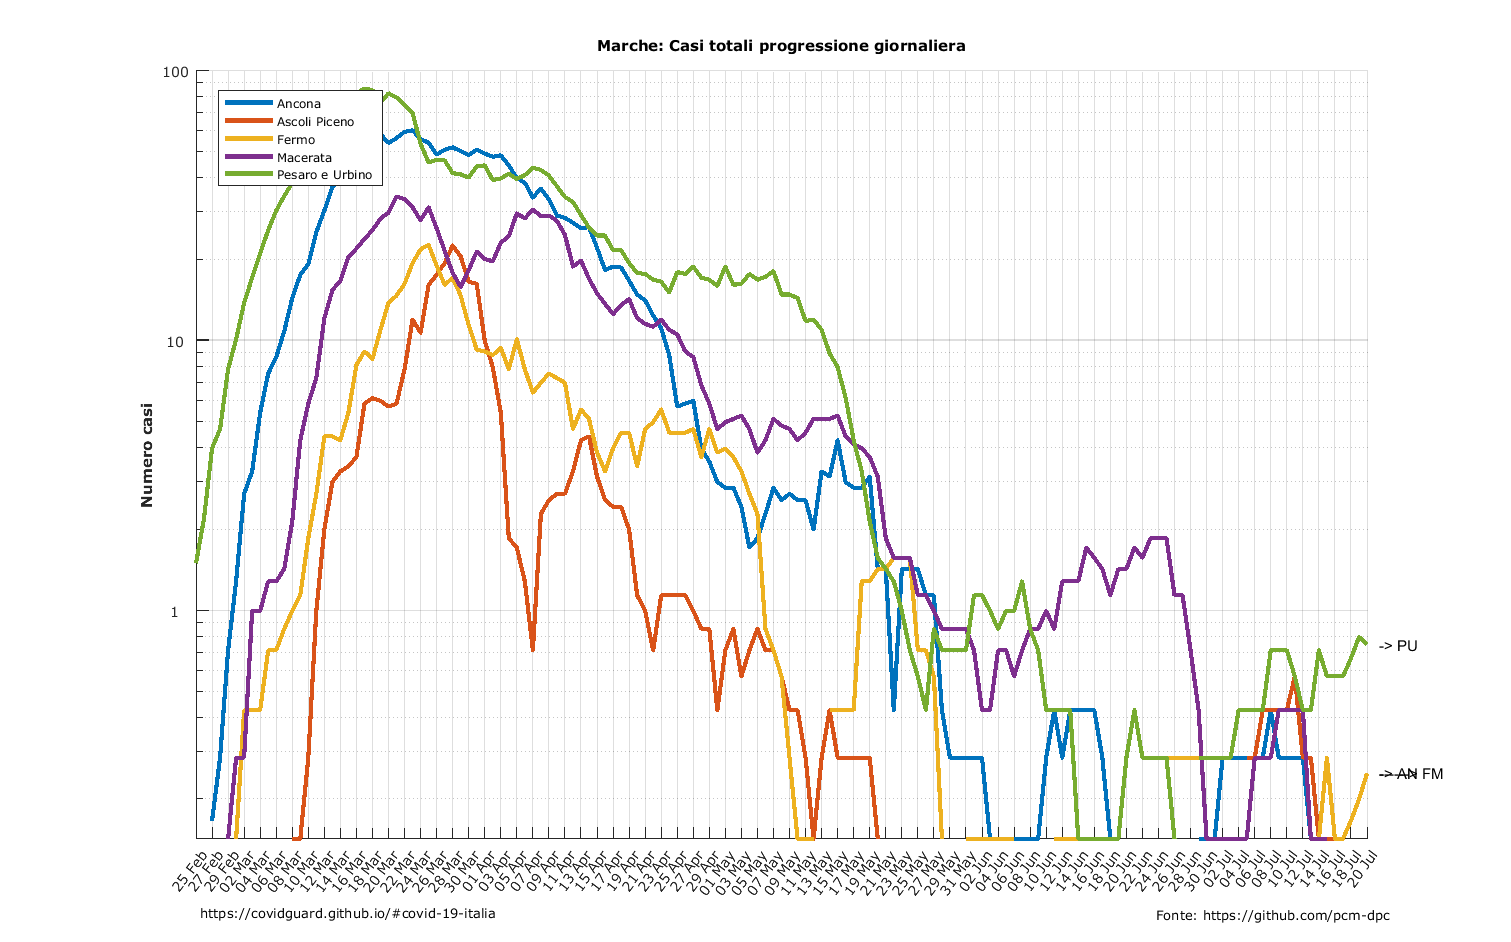 Marche: Casi totali progressione giornaliera
100
10
1
Numero casi
Ancona
Ascoli Piceno
Fermo
Macerata
Pesaro e Urbino
-> PU
-> AN FM
25 Feb
27 Feb
29 Feb
02 Mar
04 Mar
06 Mar
08 Mar
10 Mar
12 Mar
14 Mar
16 Mar
18 Mar
20 Mar
22 Mar
24 Mar
26 Mar
28 Mar
30 Mar
01 Apr
03 Apr
05 Apr
07 Apr
09 Apr
11 Apr
13 Apr
15 Apr
17 Apr
19 Apr
21 Apr
23 Apr
25 Apr
27 Apr
29 Apr
01 May
03 May
05 May
07 May
09 May
11 May
13 May
15 May
17 May
19 May
21 May
23 May
25 May
27 May
29 May
31 May
02 Jun
04 Jun
06 Jun
08 Jun
10 Jun
12 Jun
14 Jun
16 Jun
18 Jun
20 Jun
22 Jun
24 Jun
26 Jun
28 Jun
30 Jun
02 Jul
04 Jul
06 Jul
08 Jul
10 Jul
12 Jul
14 Jul
16 Jul
18 Jul
20 Jul
https://covidguard.github.io/#covid-19-italia
Fonte: https://github.com/pcm-dpc